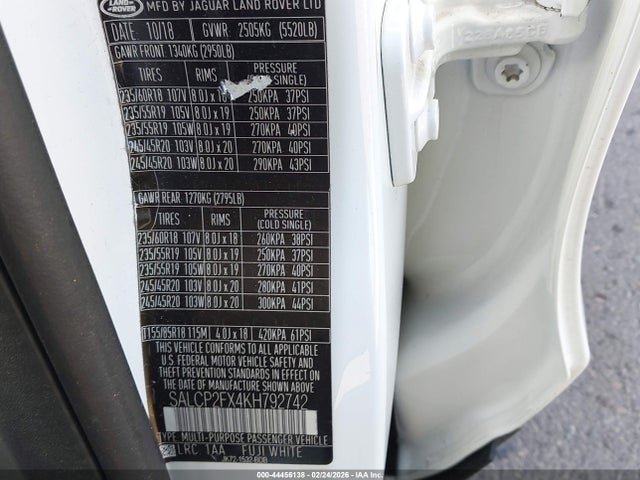 LAND-ROVER MFD BY JAGUAR LAND ROVER LTD
DATE: 10/18 GVWR 2505KG (5520LB)
GAWR FRONT 1340KG (2950LB)
TIRES RIMS PRESSURE (COLD SINGLE)
235/60R18 107V 8.0J x 18 250KPA 37PSI
235/55R19 105V 8.0J x 19 250KPA 37PSI
235/55R19 105W 8.0J x 19 270KPA 40PSI
245/45R20 103V 8.0J x 20 270KPA 40PSI
245/45R20 103W 8.0J x 20 290KPA 43PSI
GAWR REAR 1270KG (2795LB)
TIRES RIMS PRESSURE (COLD SINGLE)
235/60R18 107V 8.0J x 18 260KPA 38PSI
235/55R19 105V 8.0J x 19 250KPA 37PSI
235/55R19 105W 8.0J x 19 270KPA 40PSI
245/45R20 103V 8.0J x 20 280KPA 41PSI
245/45R20 103W 8.0J x 20 300KPA 44PSI
T155/85R18 115M 4.0J x 18 420KPA 61PSI
THIS VEHICLE CONFORMS TO ALL APPLICABLE
U.S. FEDERAL MOTOR VEHICLE SAFETY AND
THEFT PREVENTION STANDARDS IN EFFECT ON THE
DATE OF MANUFACTURE SHOWN ABOVE.
SALCP2FX4KH792742
TYPE: MULTI-PURPOSE PASSENGER VEHICLE
LRC 1AA FUJI WHITE
000-44456138 - 02/24/2026 - IAAI.COM